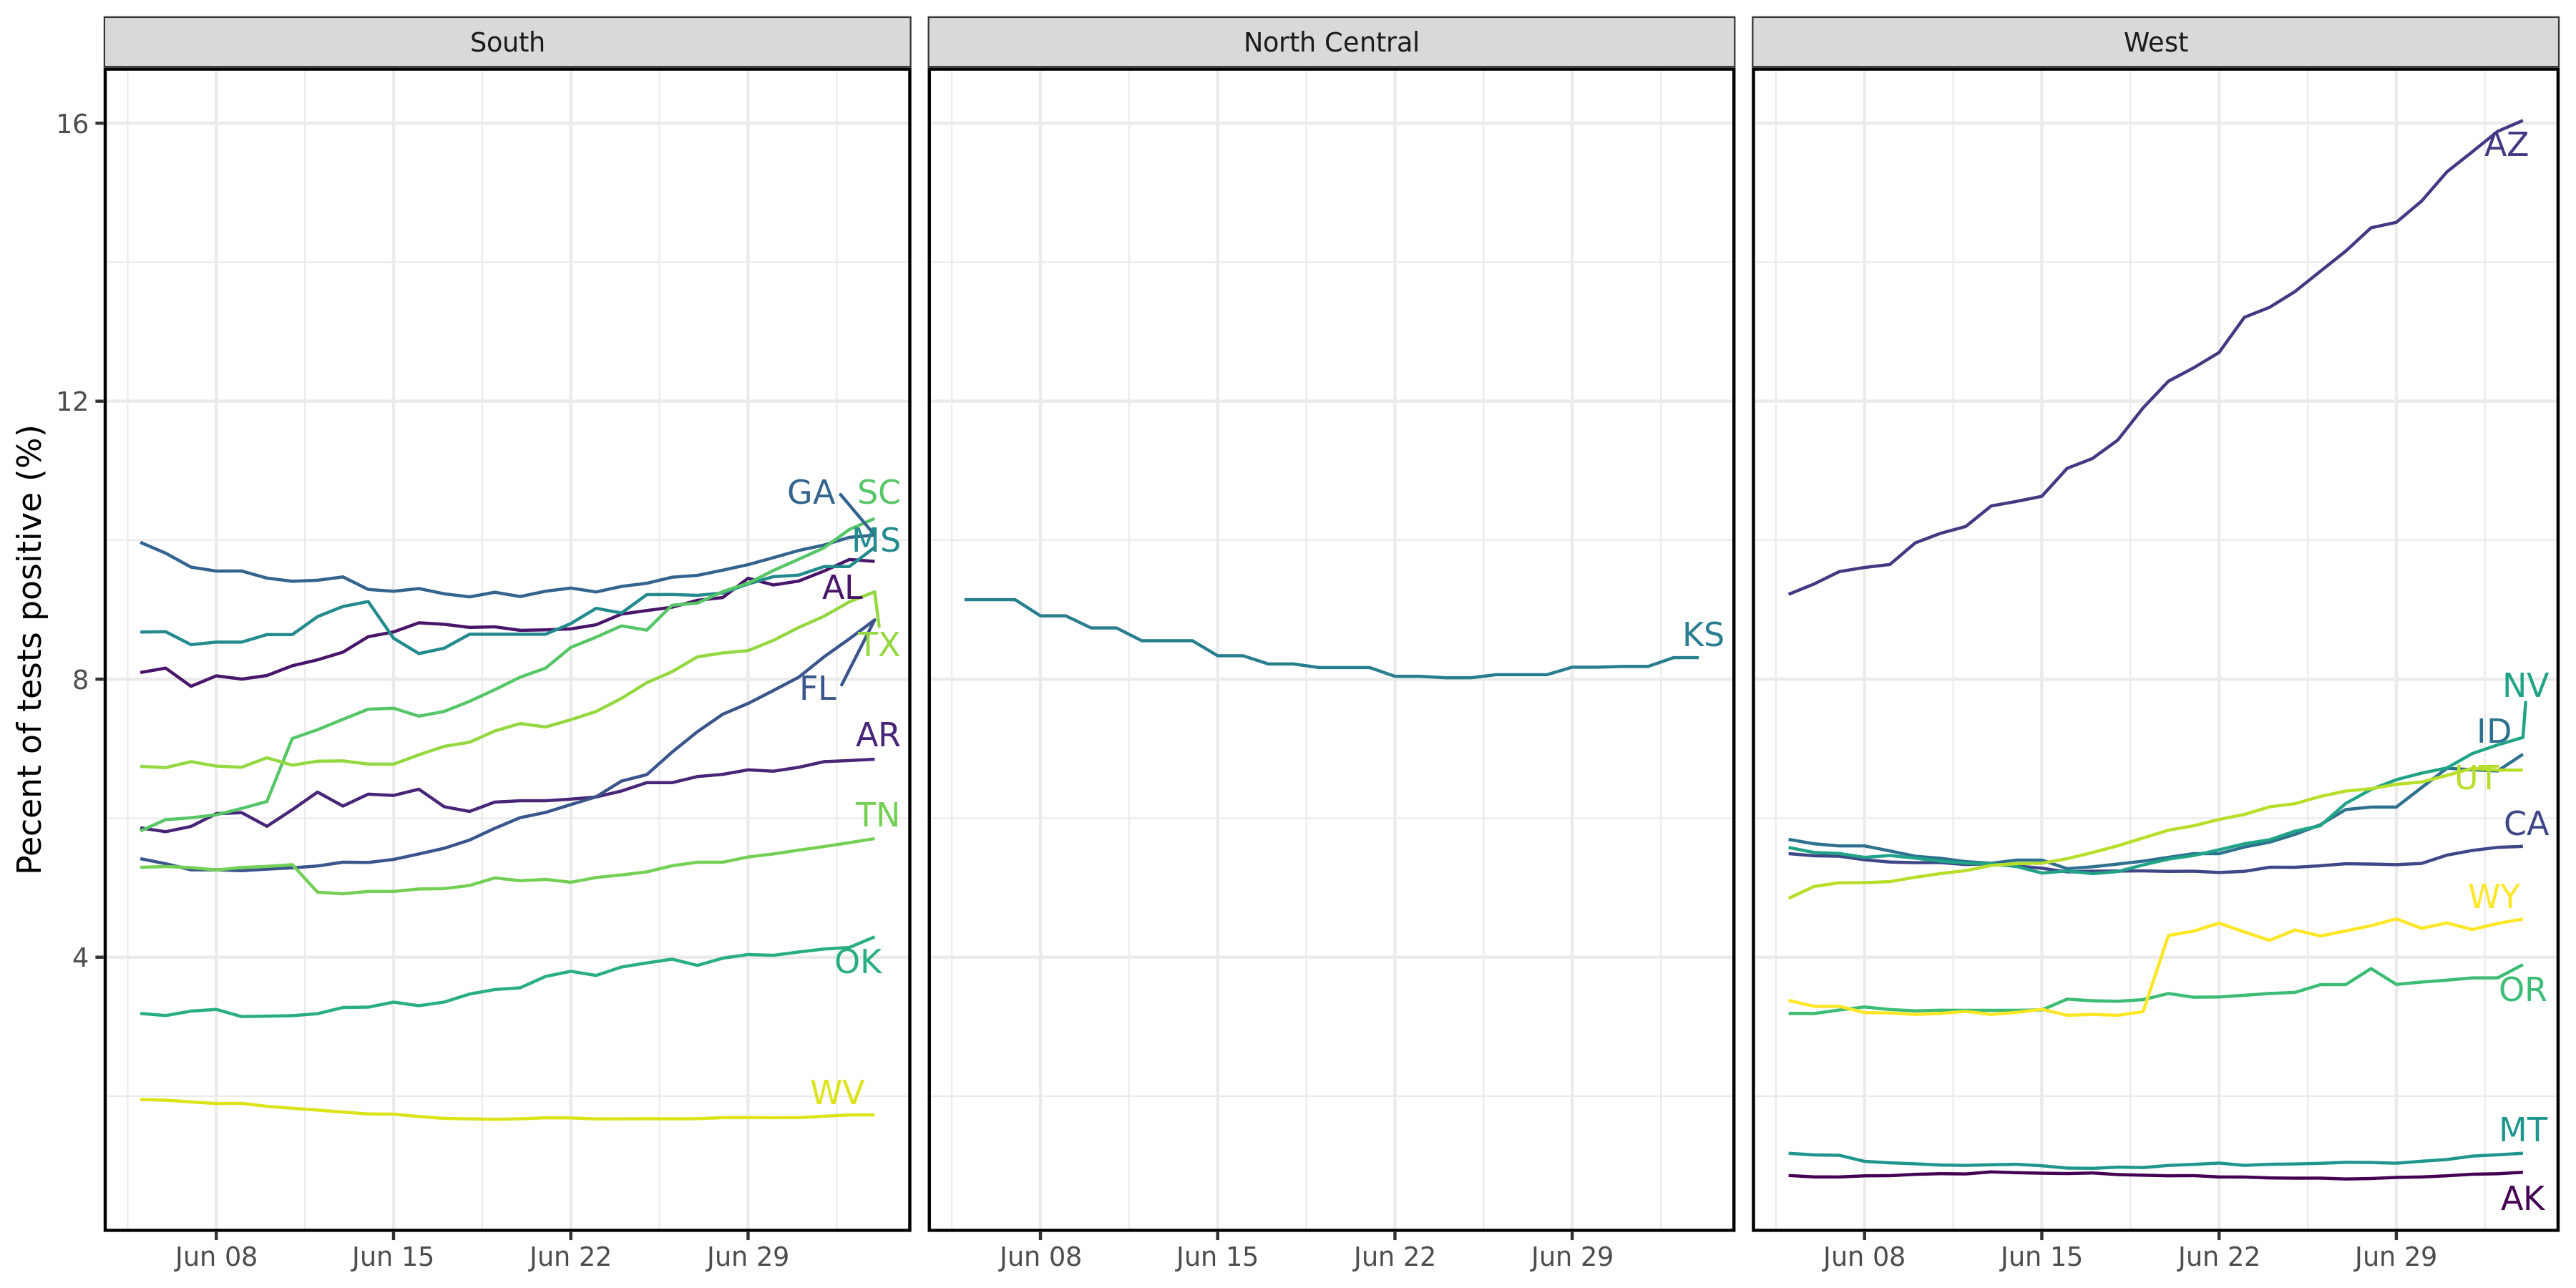 South
North Central
West
Pecent of tests positive (%)
16
12
8
4
GA
SC
MS
AL
TX
FL
AR
TN
OK
WV
KS
AZ
NV
ID
UT
CA
WY
OR
MT
AK
Jun 08
Jun 15
Jun 22
Jun 29
Jun 08
Jun 15
Jun 22
Jun 29
Jun 08
Jun 15
Jun 22
Jun 29